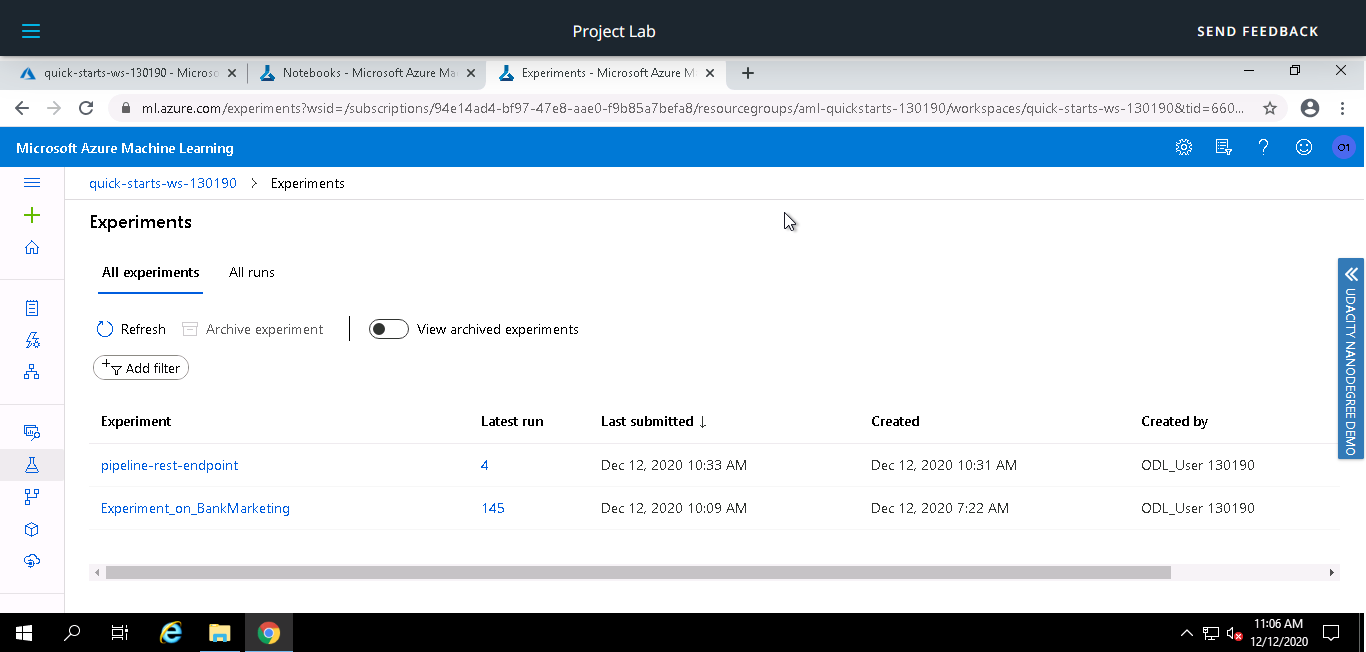 Project Lab
SEND FEEDBACK
quick-starts-ws-130190 - Microso
Notebooks - Microsoft Azure Ma
Experiments - Microsoft Azure M
ml.azure.com/experiments?wsid=/subscriptions/94e14ad4-bf97-47e8-aae0-f9b85a7befa8/resourcegroups/aml-quickstarts-130190/workspaces/quick-starts-ws-130190&tid=660...
Microsoft Azure Machine Learning
O1
quick-starts-ws-130190 > Experiments
Experiments
All experiments All runs
Refresh Archive experiment View archived experiments
Add filter
UDACITY NANODEGREE DEMO
Experiment Latest run Last submitted ↓ Created Created by
pipeline-rest-endpoint 4 Dec 12, 2020 10:33 AM Dec 12, 2020 10:31 AM ODL_User 130190
Experiment_on_BankMarketing 145 Dec 12, 2020 10:09 AM Dec 12, 2020 7:22 AM ODL_User 130190
11:06 AM
12/12/2020